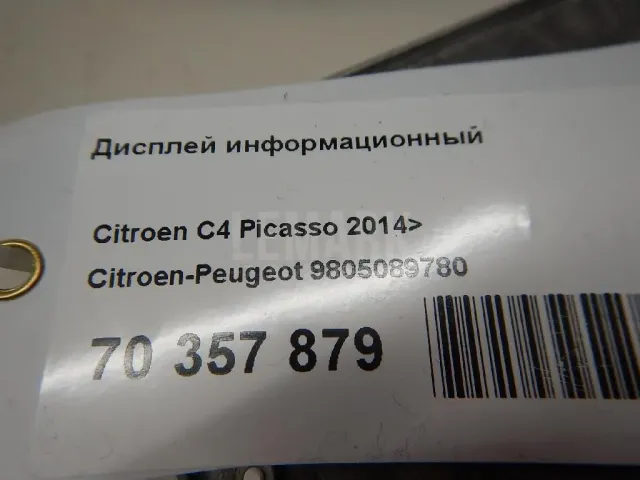 Дисплей информационный
Citroen C4 Picasso 2014>
Citroen-Peugeot 9805089780
70 357 879